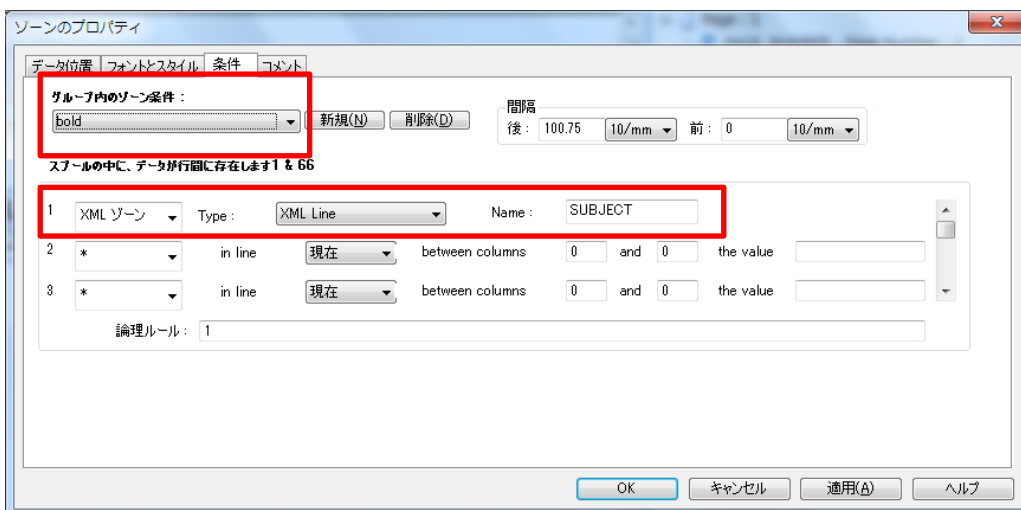 ゾーンのプロパティ
データ位置 フォントとスタイル 条件 コメント
グループ内のゾーン条件：
bold 新規(N) 削除(D)
間隔
後： 100.75 10/mm 前： 0 10/mm
スプールの中に、データが行間に存在します1 & 66
1 XML ゾーン Type： XML Line Name： SUBJECT
2 * in line 現在 between columns 0 and 0 the value
3 * in line 現在 between columns 0 and 0 the value
論理ルール： 1
OK キャンセル 適用(A) ヘルプ